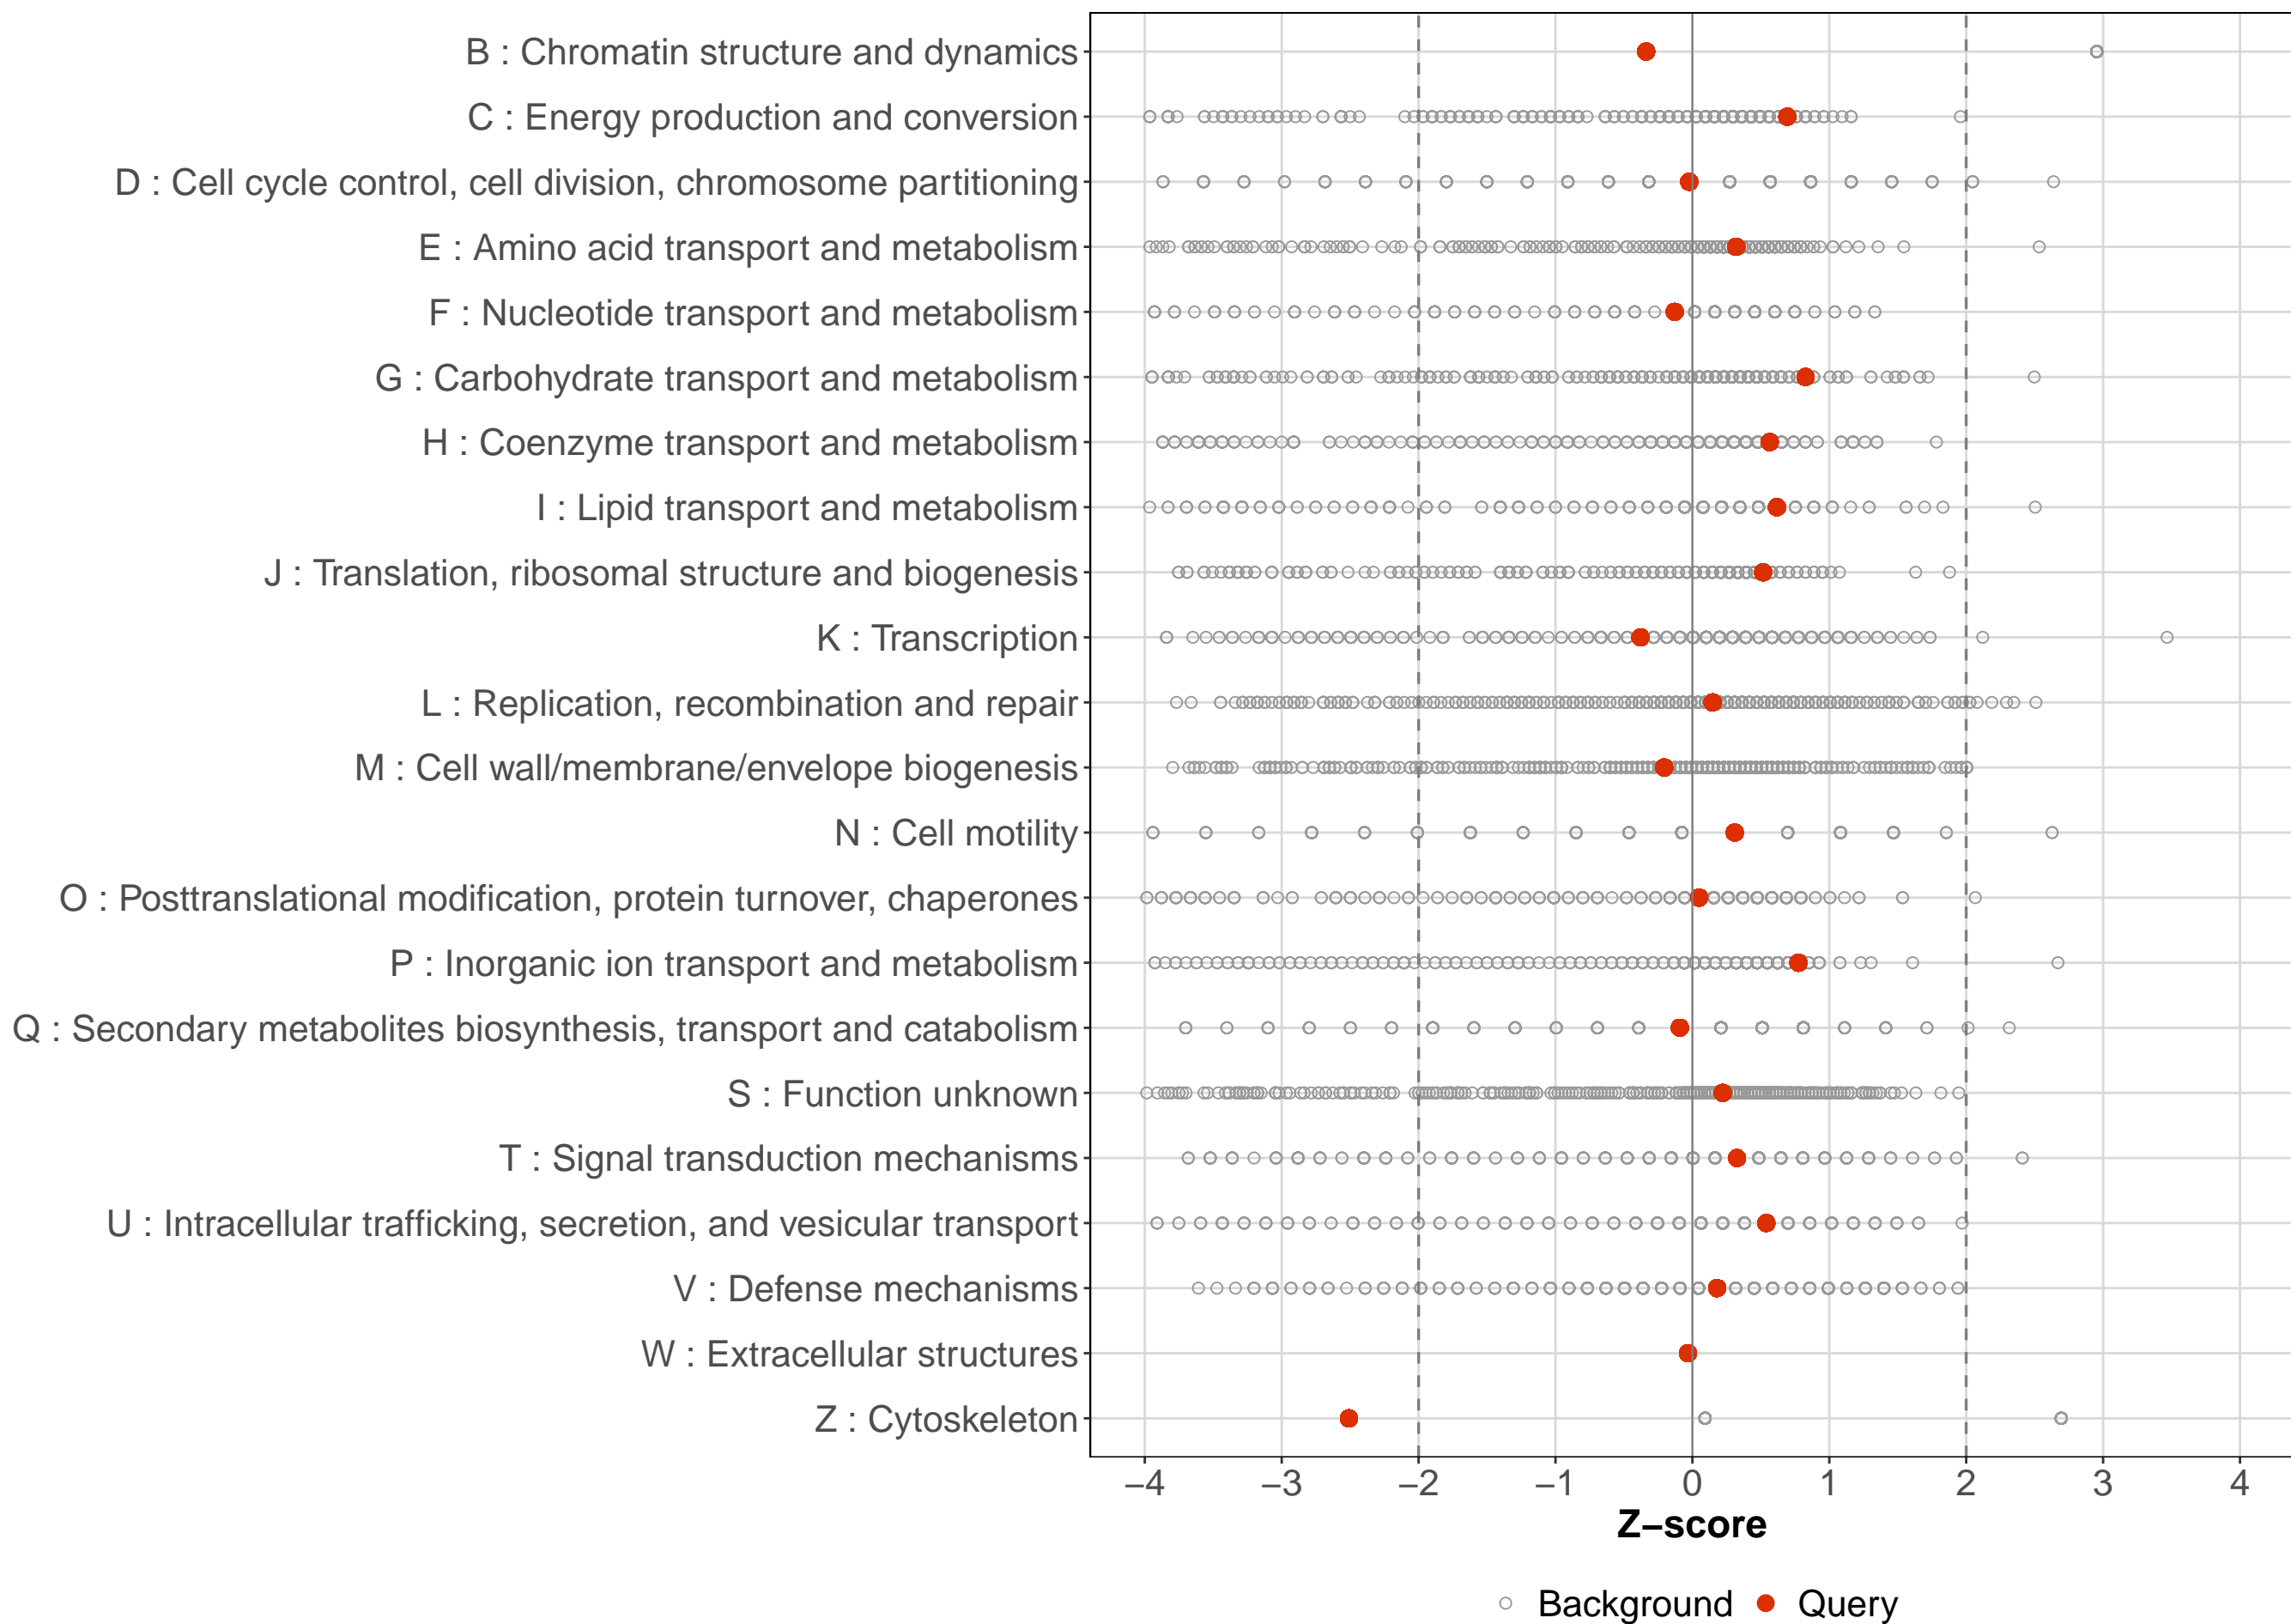 B : Chromatin structure and dynamics
C : Energy production and conversion
D : Cell cycle control, cell division, chromosome partitioning
E : Amino acid transport and metabolism
F : Nucleotide transport and metabolism
G : Carbohydrate transport and metabolism
H : Coenzyme transport and metabolism
I : Lipid transport and metabolism
J : Translation, ribosomal structure and biogenesis
K : Transcription
L : Replication, recombination and repair
M : Cell wall/membrane/envelope biogenesis
N : Cell motility
O : Posttranslational modification, protein turnover, chaperones
P : Inorganic ion transport and metabolism
Q : Secondary metabolites biosynthesis, transport and catabolism
S : Function unknown
T : Signal transduction mechanisms
U : Intracellular trafficking, secretion, and vesicular transport
V : Defense mechanisms
W : Extracellular structures
Z : Cytoskeleton
−4 −3 −2 −1 0 1 2 3 4
Z−score
Background Query